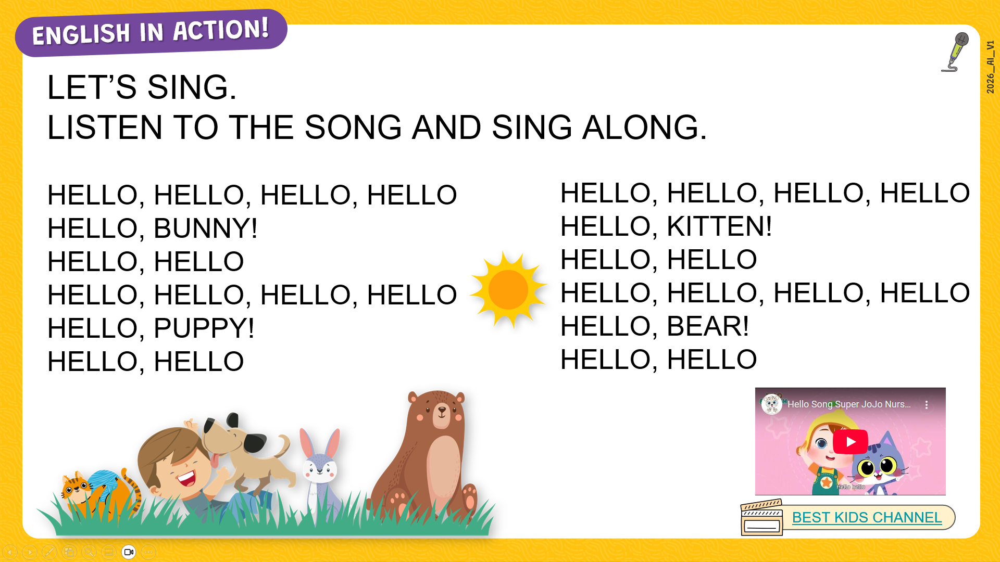 ENGLISH IN ACTION!
2026_AI_V1
LET’S SING.
LISTEN TO THE SONG AND SING ALONG.
HELLO, HELLO, HELLO, HELLO
HELLO, BUNNY!
HELLO, HELLO
HELLO, HELLO, HELLO, HELLO
HELLO, PUPPY!
HELLO, HELLO
HELLO, HELLO, HELLO, HELLO
HELLO, KITTEN!
HELLO, HELLO
HELLO, HELLO, HELLO, HELLO
HELLO, BEAR!
HELLO, HELLO
Hello Song Super JoJo Nurs...
Hello hello
BEST KIDS CHANNEL